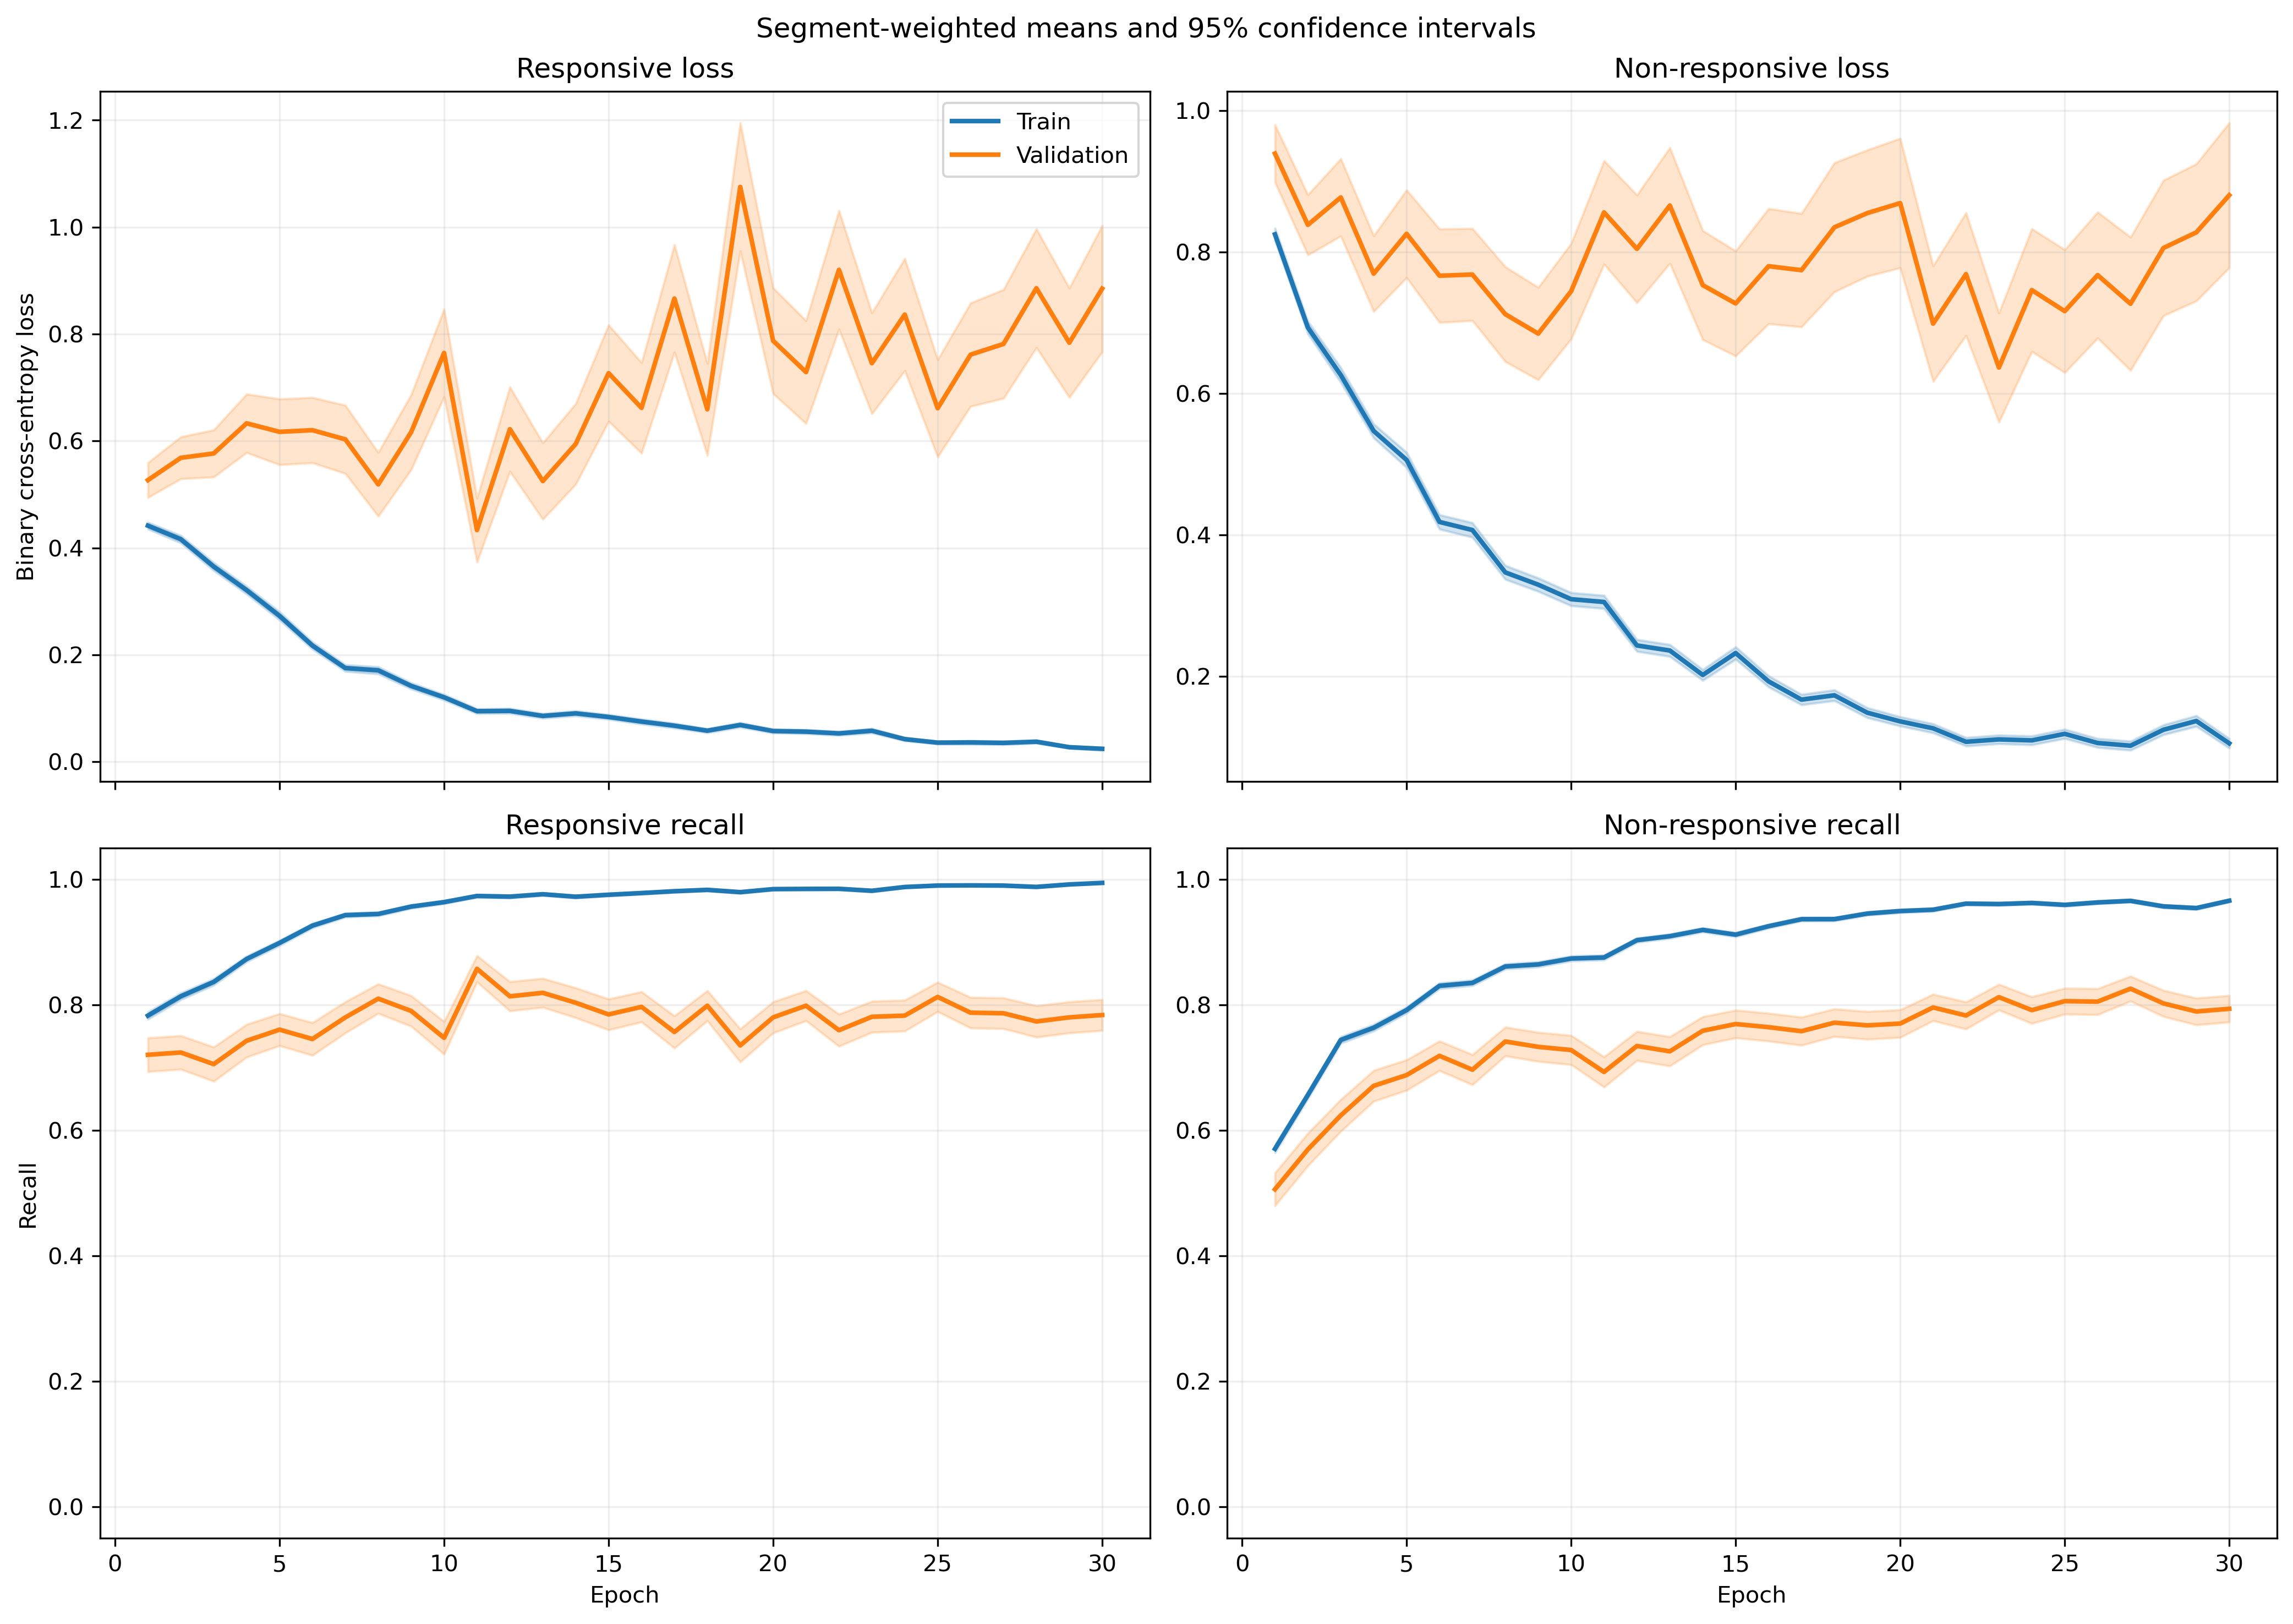 Segment-weighted means and 95% confidence intervals
Responsive loss
Non-responsive loss
Binary cross-entropy loss
1.2
1.0
0.8
0.6
0.4
0.2
0.0
Train
Validation
1.0
0.8
0.6
0.4
0.2
Responsive recall
Non-responsive recall
Recall
1.0
0.8
0.6
0.4
0.2
0.0
0 5 10 15 20 25 30
Epoch
1.0
0.8
0.6
0.4
0.2
0.0
0 5 10 15 20 25 30
Epoch